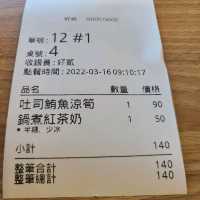 單號: 12 #1
桌號: 4
收銀員: 好貳
點餐時間: 2022-03-16 09:10:17
品名 數量 價格
吐司鮪魚涼筍 1 90
鍋煮紅茶奶 1 50
* 半糖、少冰
小計 140
整筆合計 140
整筆總計 140